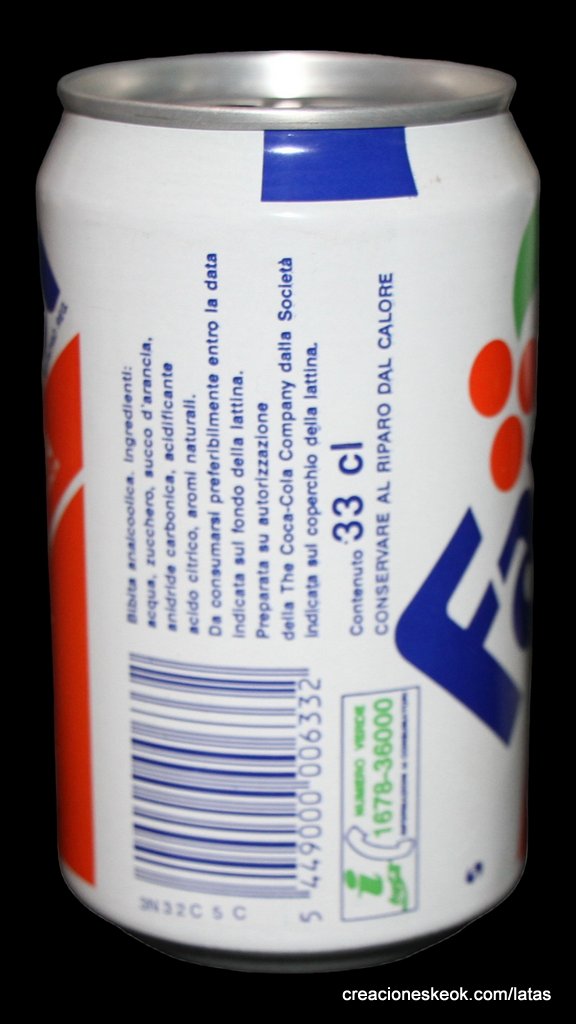 Bibita analcoolica. Ingredienti:
acqua, zucchero, succo d'arancia,
anidride carbonica, acidificante
acido citrico, aromi naturali.
Da consumarsi preferibilmente entro la data
indicata sul fondo della lattina.
Preparata su autorizzazione
della The Coca-Cola Company dalla Società
indicata sul coperchio della lattina.
Contenuto 33 cl
CONSERVARE AL RIPARO DAL CALORE
5 449000 006332
3N32C 5 C
i
NUMERO VERDE
1678-36000
Fa
creacioneskeok.com/latas